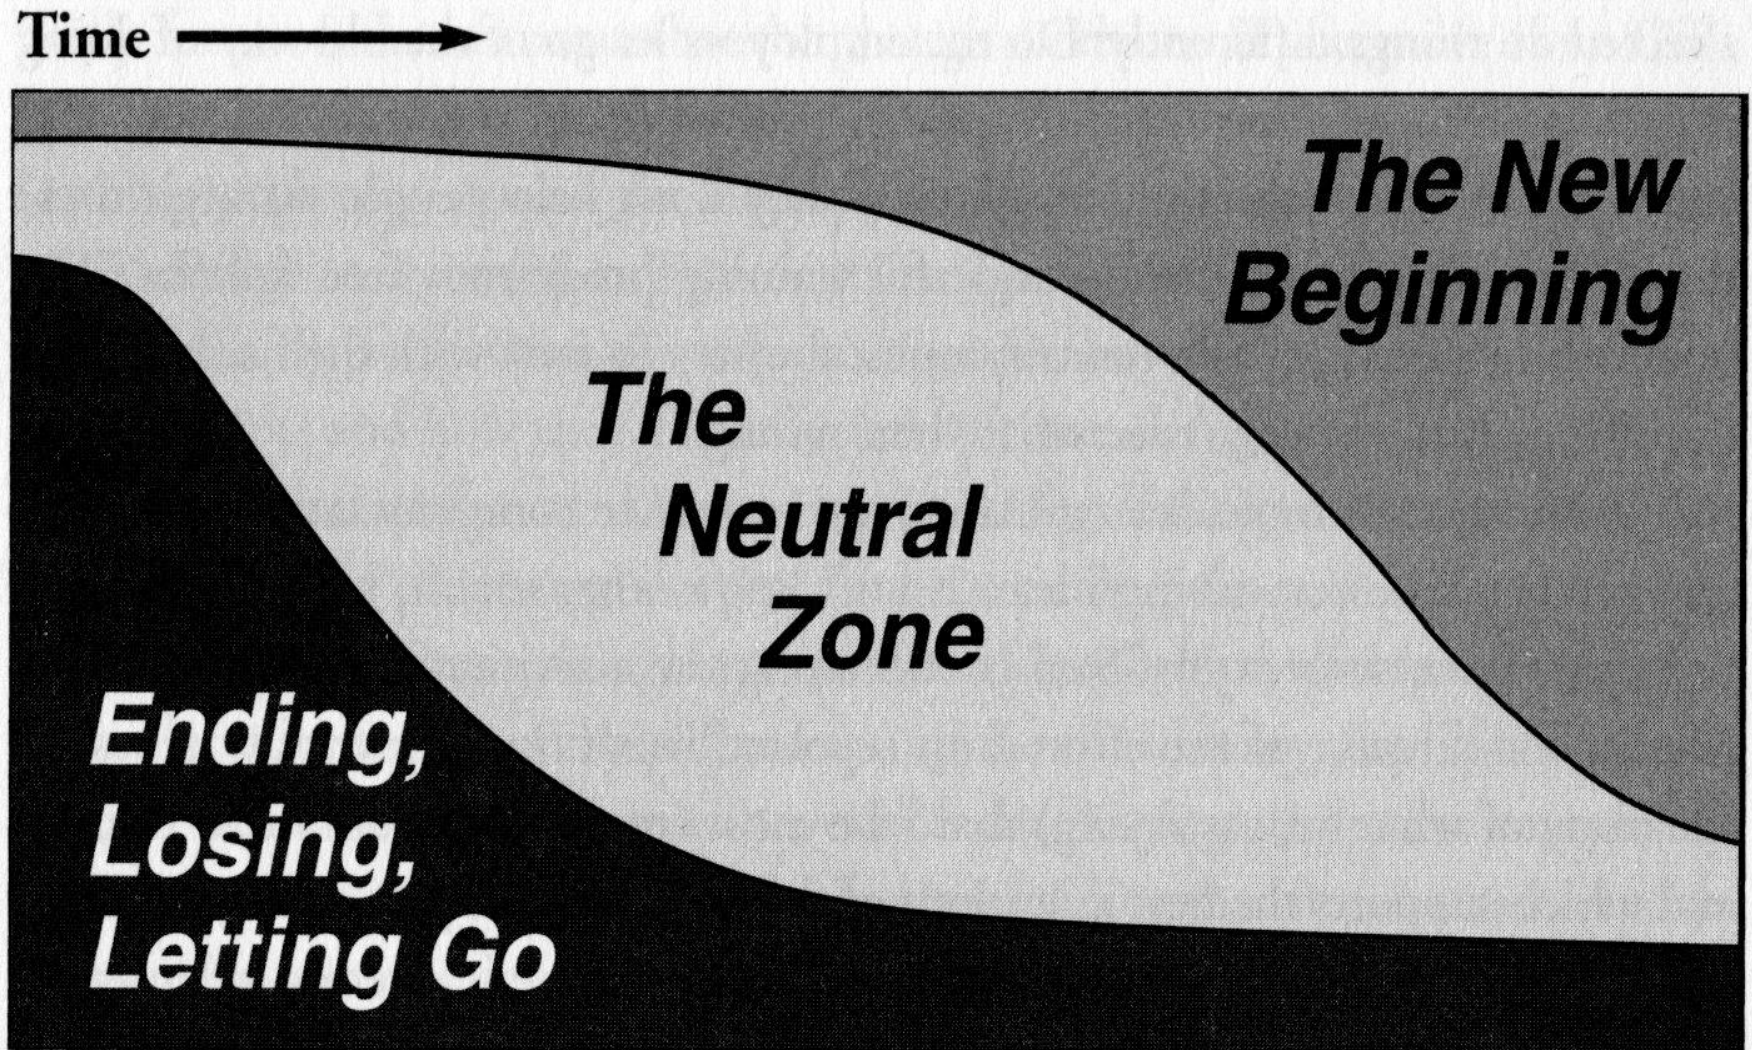 Time
The New
Beginning
The
Neutral
Zone
Ending,
Losing,
Letting Go